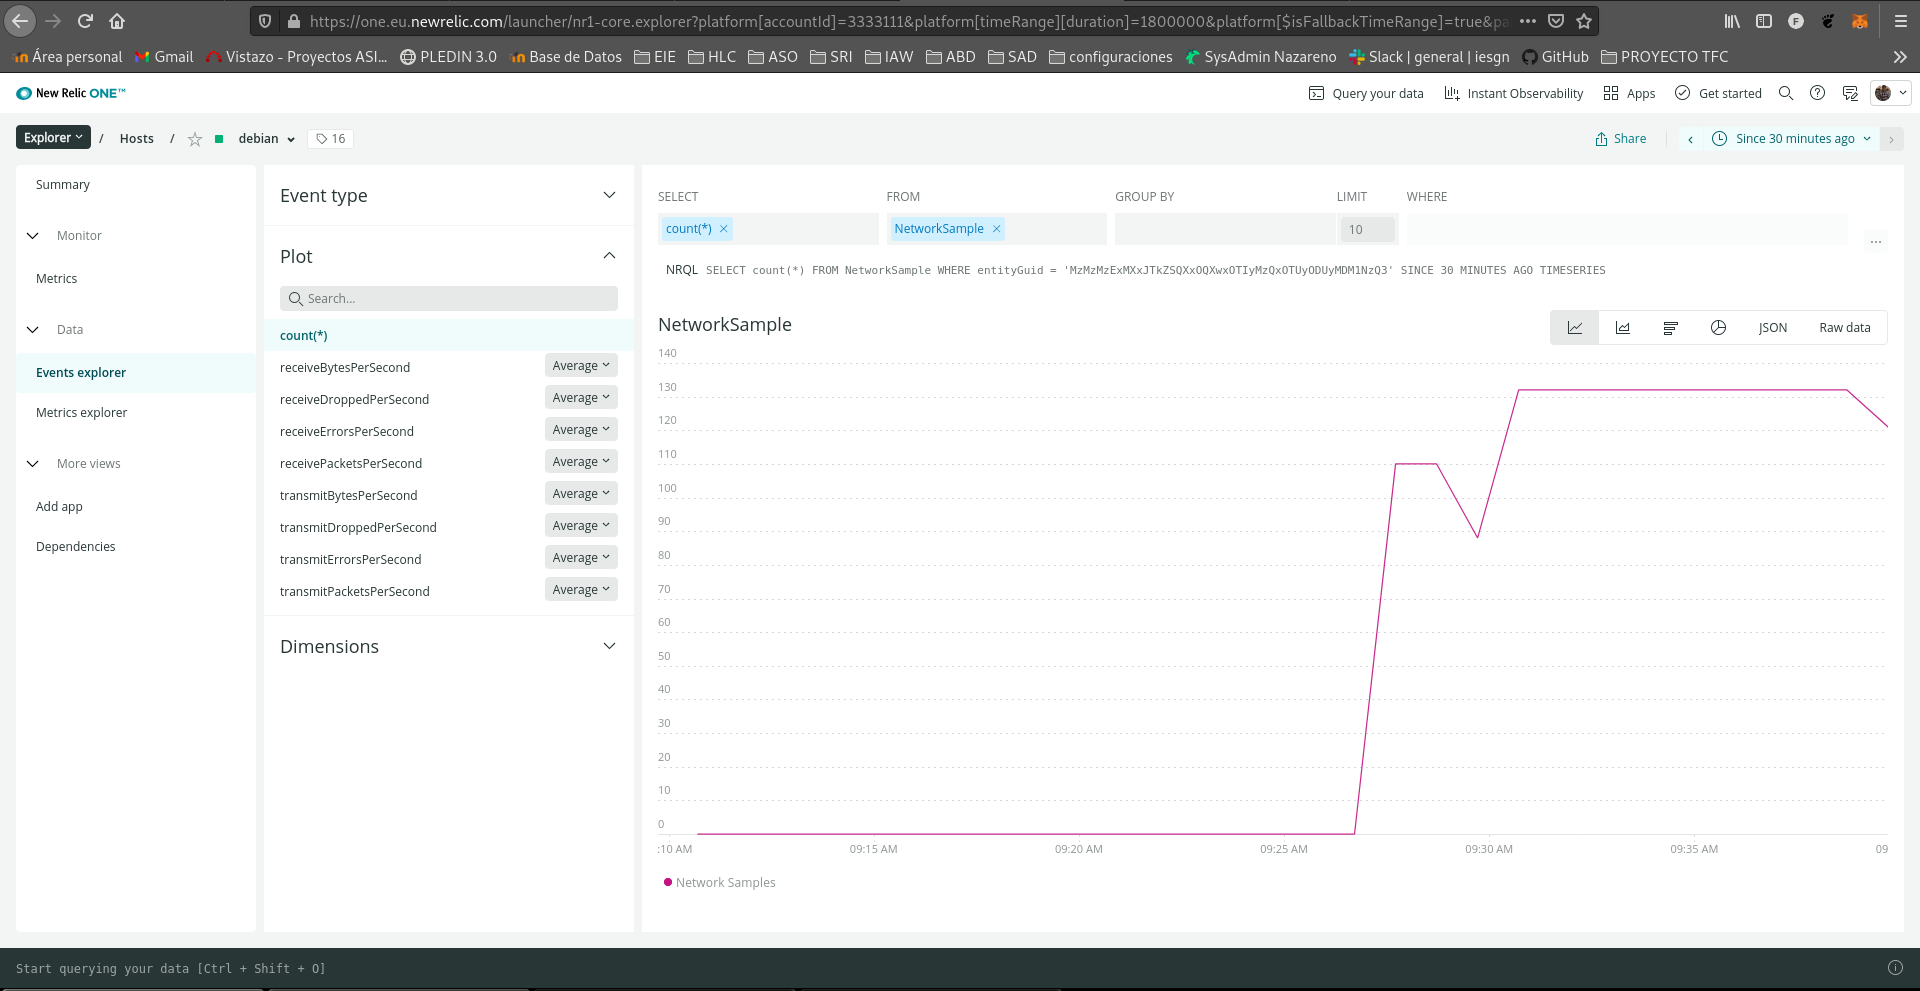 https://one.eu.newrelic.com/launcher/nr1-core.explorer?platform[accountId]=3333111&platform[timeRange][duration]=1800000&platform[$isFallbackTimeRange]=true&pa
Área personal Gmail Vistazo - Proyectos ASI... PLEDIN 3.0 Base de Datos EIE HLC ASO SRI IAW ABD SAD configuraciones SysAdmin Nazareno Slack | general | iesgn GitHub PROYECTO TFC
New Relic ONE™ Query your data Instant Observability Apps Get started
Explorer / Hosts / debian 16 Share Since 30 minutes ago
Summary
Monitor
Metrics
Data
Events explorer
Metrics explorer
More views
Add app
Dependencies
Event type
Plot
Search...
count(*)
receiveBytesPerSecond Average
receiveDroppedPerSecond Average
receiveErrorsPerSecond Average
receivePacketsPerSecond Average
transmitBytesPerSecond Average
transmitDroppedPerSecond Average
transmitErrorsPerSecond Average
transmitPacketsPerSecond Average
Dimensions
SELECT FROM GROUP BY LIMIT WHERE
count(*) × NetworkSample × 10 ...
NRQL SELECT count(*) FROM NetworkSample WHERE entityGuid = 'MzMzMzExMXxJTkZSQXxOQXwxOTIyMzQxOTUyODUyMDM1NzQ3' SINCE 30 MINUTES AGO TIMESERIES
NetworkSample JSON Raw data
140
130
120
110
100
90
80
70
60
50
40
30
20
10
0
:10 AM 09:15 AM 09:20 AM 09:25 AM 09:30 AM 09:35 AM 09
Network Samples
Start querying your data [Ctrl + Shift + O]